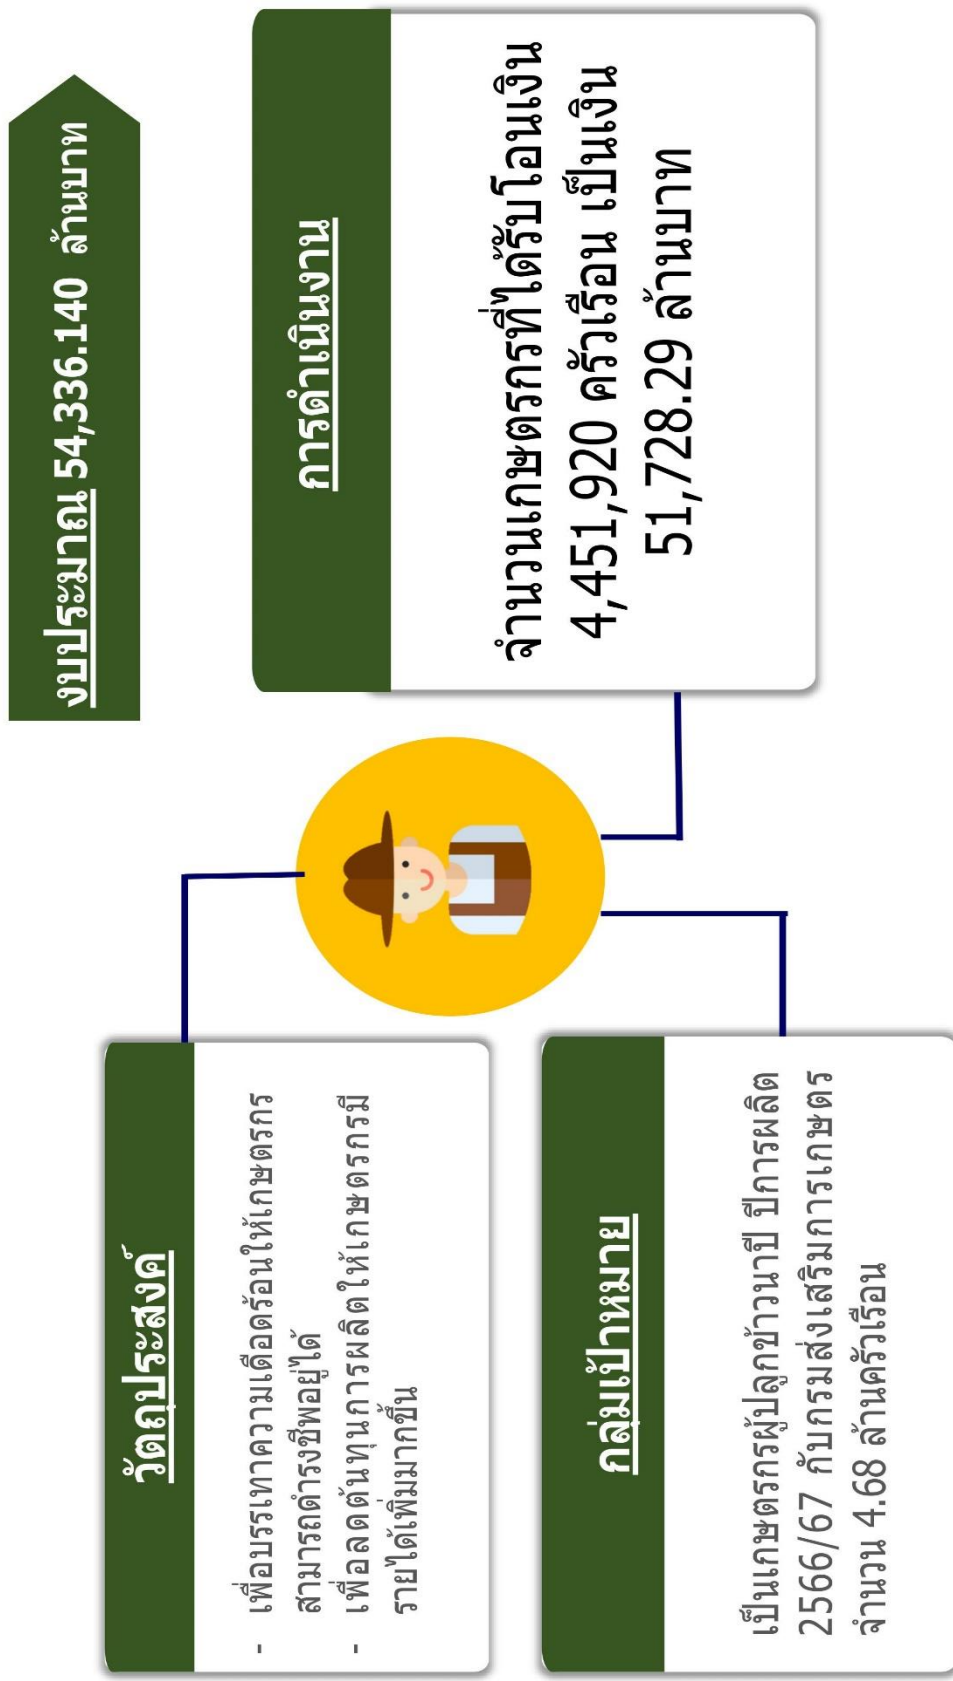 งบประมาณ 54,336.140 ล้านบาท
วัตถุประสงค์
- เพื่อบรรเทาความเดือดร้อนให้เกษตรกร
สามารถดำรงชีพอยู่ได้
- เพื่อลดต้นทุนการผลิตให้เกษตรกรมี
รายได้เพิ่มมากขึ้น
การดำเนินงาน
จำนวนเกษตรกรที่ได้รับโอนเงิน
4,451,920 ครัวเรือน เป็นเงิน
51,728.29 ล้านบาท
กลุ่มเป้าหมาย
เป็นเกษตรกรผู้ปลูกข้าวนาปี ปีการผลิต
2566/67 กับกรมส่งเสริมการเกษตร
จำนวน 4.68 ล้านครัวเรือน